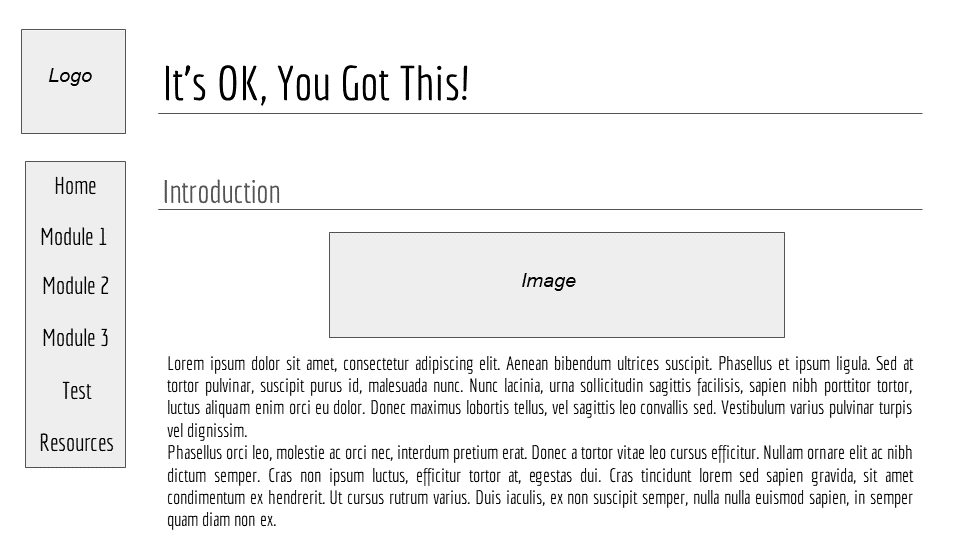 Logo
It's OK, You Got This!
Home
Module 1
Module 2
Module 3
Test
Resources
Introduction
Image
Lorem ipsum dolor sit amet, consectetur adipiscing elit. Aenean bibendum ultrices suscipit. Phasellus et ipsum ligula. Sed at
tortor pulvinar, suscipit purus id, malesuada nunc. Nunc lacinia, urna sollicitudin sagittis facilisis, sapien nibh porttitor tortor,
luctus aliquam enim orci eu dolor. Donec maximus lobortis tellus, vel sagittis leo convallis sed. Vestibulum varius pulvinar turpis
vel dignissim.
Phasellus orci leo, molestie ac orci nec, interdum pretium erat. Donec a tortor vitae leo cursus efficitur. Nullam ornare elit ac nibh
dictum semper. Cras non ipsum luctus, efficitur tortor at, egestas dui. Cras tincidunt lorem sed sapien gravida, sit amet
condimentum ex hendrerit. Ut cursus rutrum varius. Duis iaculis, ex non suscipit semper, nulla nulla euismod sapien, in semper
quam diam non ex.